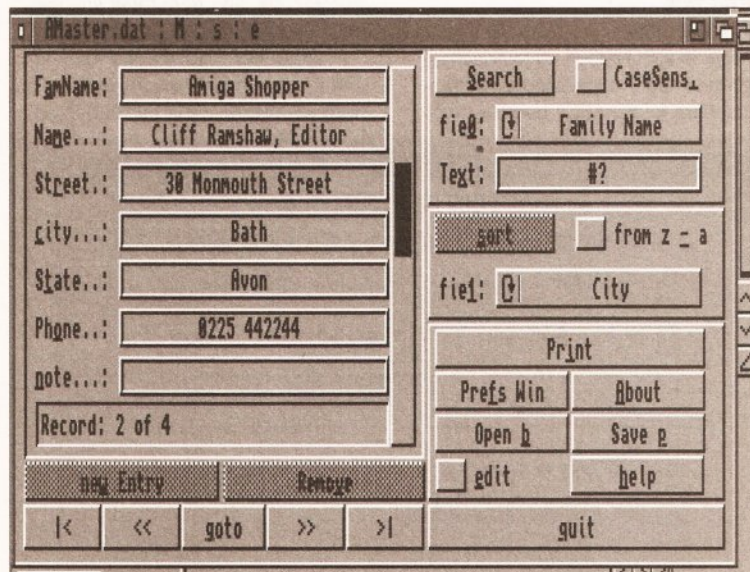 AMaster.dat : M : s : e
FamName: Amiga Shopper
Name...: Cliff Ramshaw, Editor
Street.: 30 Monmouth Street
city...: Bath
State..: Avon
Phone..: 0225 442244
note...:
Record: 2 of 4
new Entry Remove
|< << goto >> >|
Search CaseSens.
fie0: Family Name
Text: #?
sort from z - a
fie1: City
Print
Prefs Win About
Open b Save p
edit help
quit